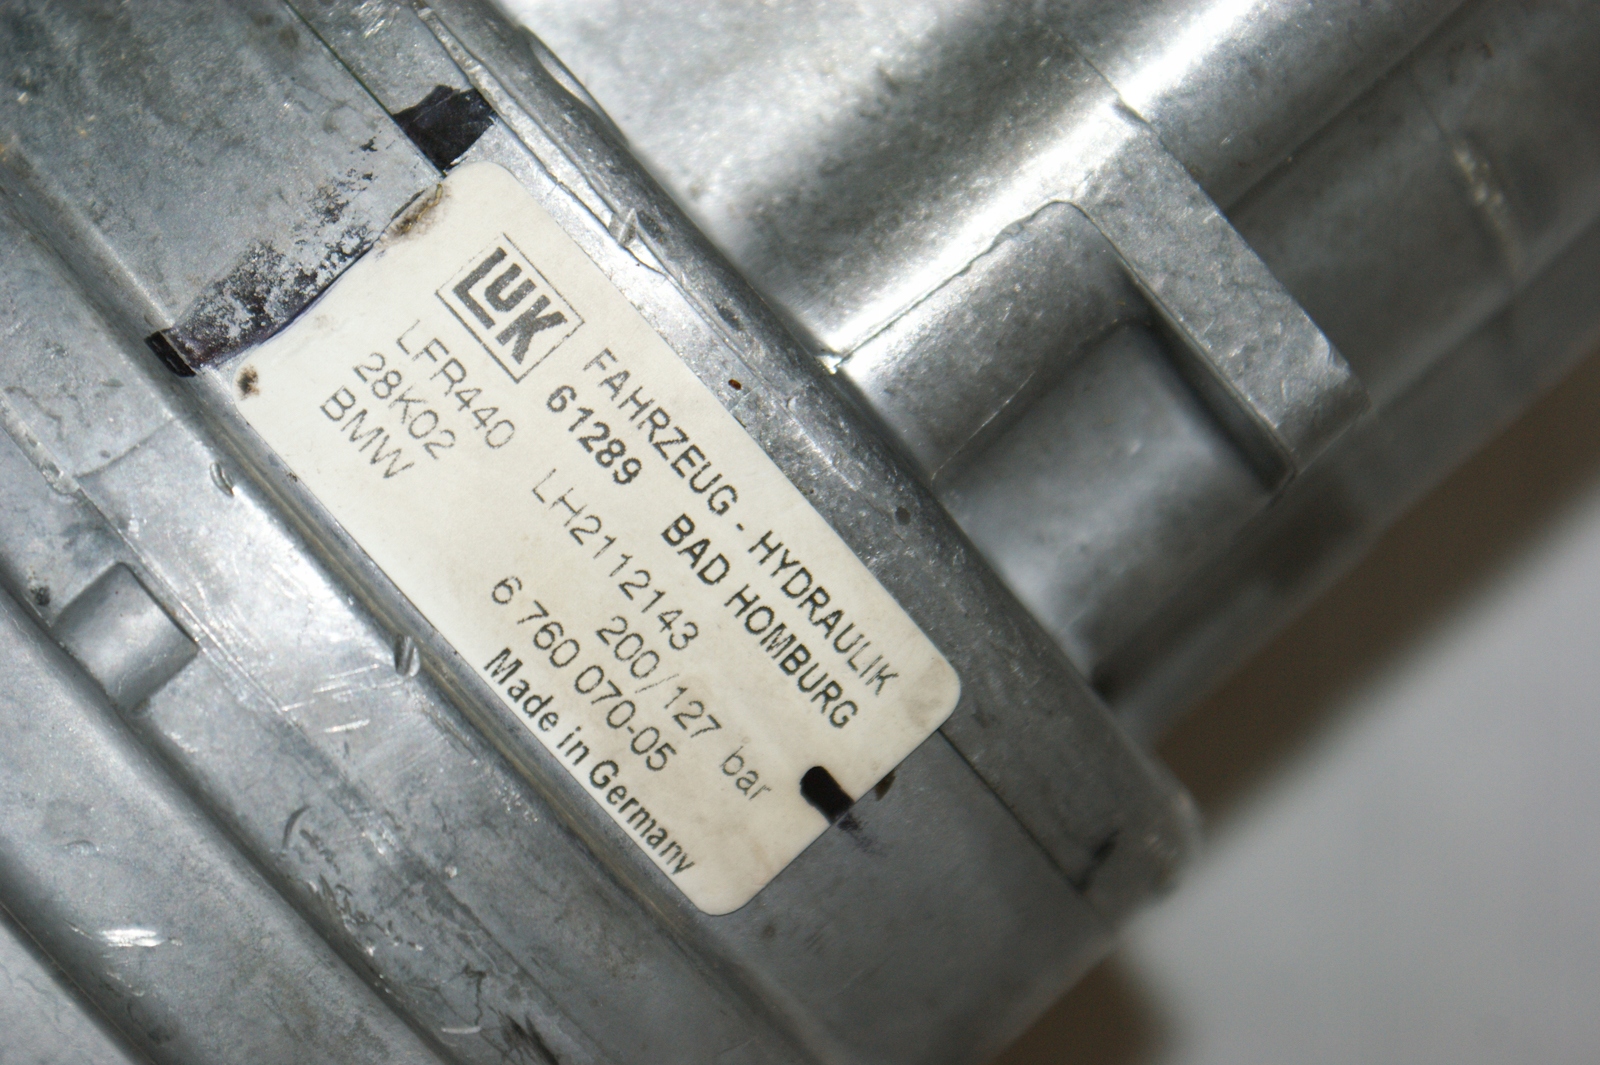 LUK
FAHRZEUG - HYDRAULIK
61289 BAD HOMBURG
LFR440 LH2112143
28K02 200/127 bar
BMW 6 760 070-05
Made in Germany